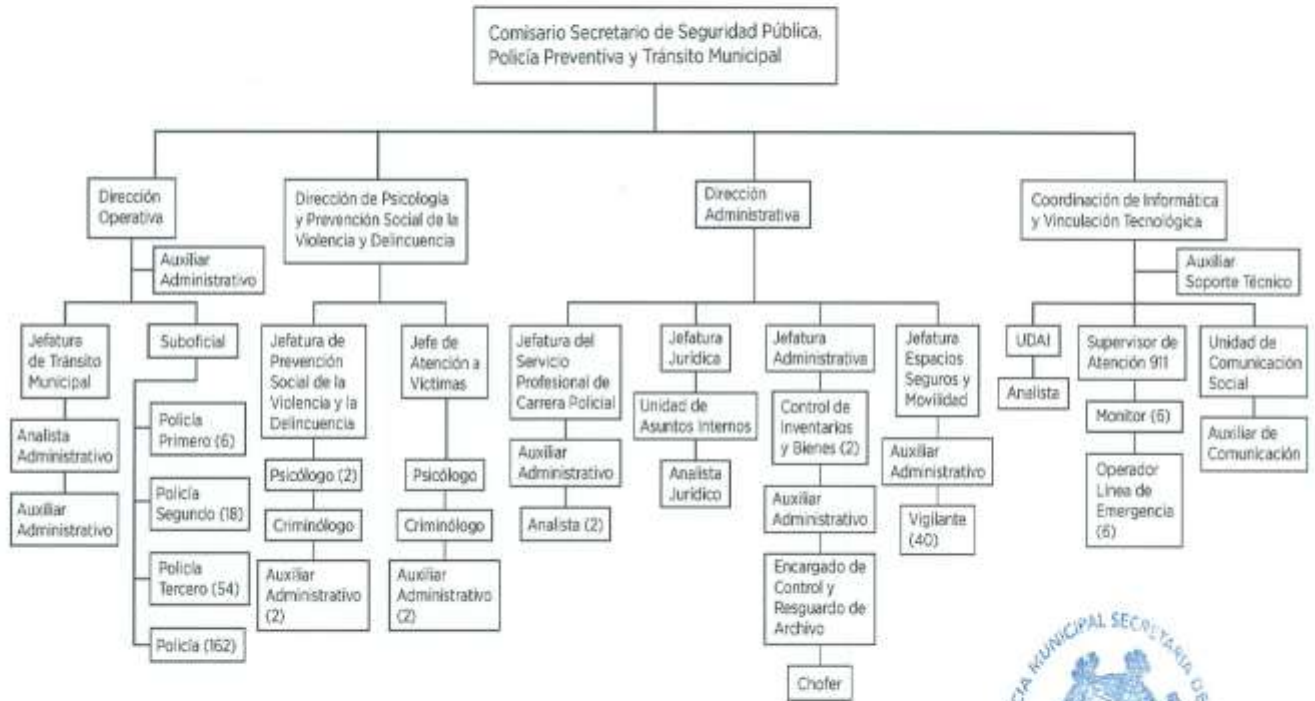 Comisario Secretario de Seguridad Pública,
Policía Preventiva y Tránsito Municipal
Dirección
Operativa
Auxiliar
Administrativo
Jefatura
de Tránsito
Municipal
Analista
Administrativo
Auxiliar
Administrativo
Suboficial
Policía
Primero (6)
Policía
Segundo (18)
Policía
Tercero (54)
Policía (162)
Dirección de Psicología
y Prevención Social de la
Violencia y Delincuencia
Jefatura de
Prevención
Social de la
Violencia y la
Delincuencia
Psicólogo (2)
Criminólogo
Auxiliar
Administrativo
(2)
Jefe de
Atención a
Víctimas
Psicólogo
Criminólogo
Auxiliar
Administrativo
(2)
Dirección
Administrativa
Jefatura del
Servicio
Profesional de
Carrera Policial
Auxiliar
Administrativo
Analista (2)
Jefatura
Jurídica
Unidad de
Asuntos Internos
Analista
Jurídico
Jefatura
Administrativa
Control de
Inventarios
y Bienes (2)
Auxiliar
Administrativo
Encargado de
Control y
Resguardo de
Archivo
Chofer
Jefatura
Espacios
Seguros y
Movilidad
Auxiliar
Administrativo
Vigilante
(40)
Coordinación de Informática
y Vinculación Tecnológica
Auxiliar
Soporte Técnico
UDAI
Analista
Supervisor de
Atención 911
Monitor (6)
Operador
Línea de
Emergencia
(6)
Unidad de
Comunicación
Social
Auxiliar de
Comunicación
MUNICIPAL SECRETARÍA DE